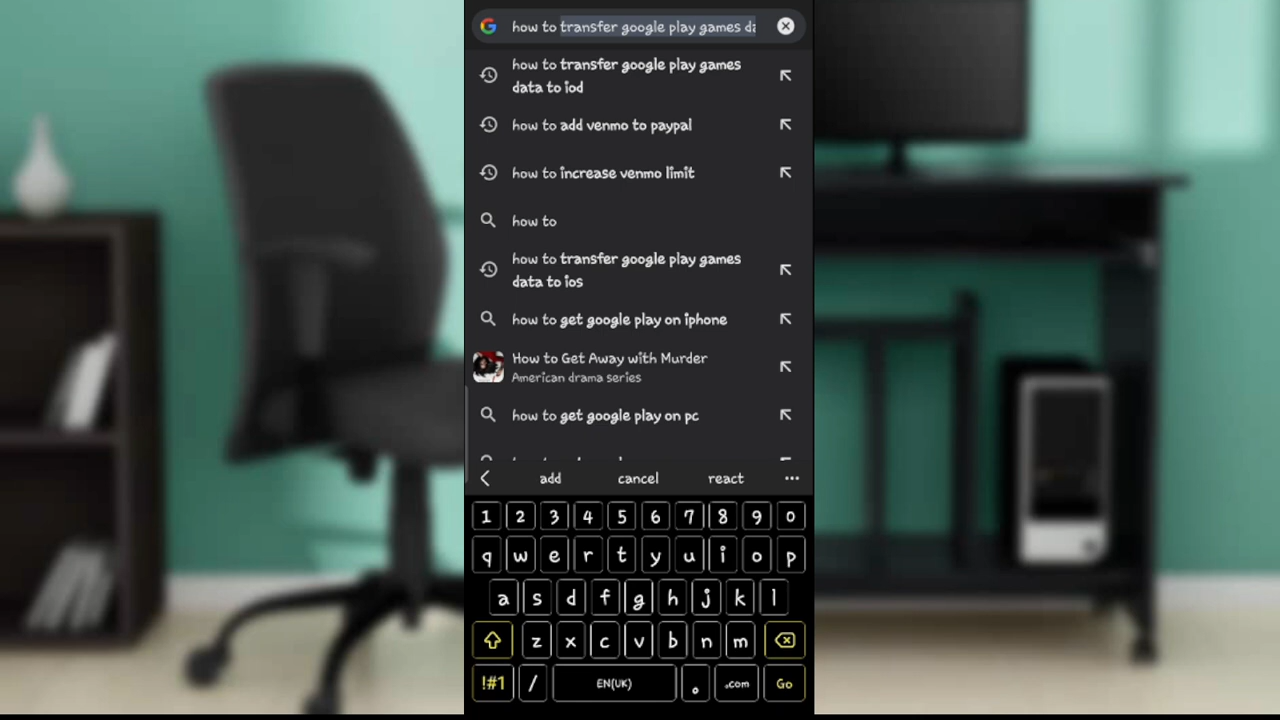 how to transfer google play games da
how to transfer google play games
data to iod
how to add venmo to paypal
how to increase venmo limit
how to
how to transfer google play games
data to ios
how to get google play on iphone
How to Get Away with Murder
American drama series
how to get google play on pc
add cancel react
1 2 3 4 5 6 7 8 9 0
q w e r t y u i o p
a s d f g h j k l
z x c v b n m
!#1 / EN(UK) . .com Go